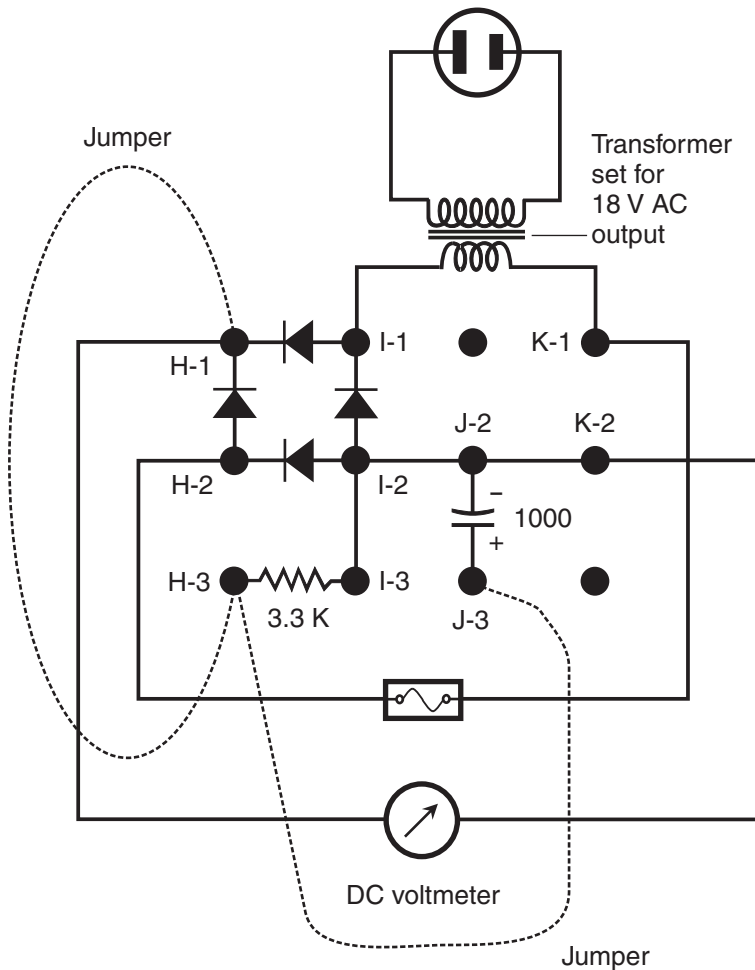 Jumper
Transformer
set for
18 V AC
output
H-1
I-1
K-1
J-2
K-2
H-2
I-2
–
1000
+
H-3
3.3 K
I-3
J-3
DC voltmeter
Jumper